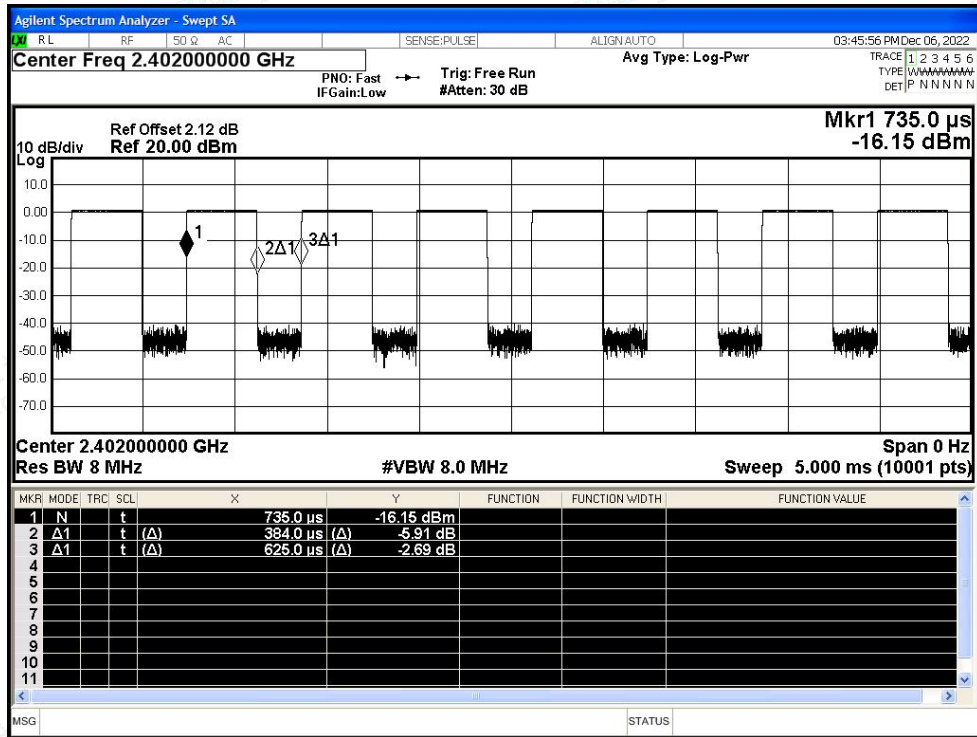 Agilent Spectrum Analyzer - Swept SA
LXI RL RF 50 Ω AC SENSE:PULSE ALIGN AUTO 03:45:56 PM Dec 06, 2022
Center Freq 2.402000000 GHz
PNO: Fast
IFGain:Low
Trig: Free Run
#Atten: 30 dB
Avg Type: Log-Pwr
TRACE 1 2 3 4 5 6
TYPE WWWWWW
DET P N N N N N
Mkr1 735.0 µs
-16.15 dBm
Ref Offset 2.12 dB
10 dB/div Ref 20.00 dBm
Log
10.0
0.00
-10.0
-20.0
-30.0
-40.0
-50.0
-60.0
-70.0
1
2Δ1
3Δ1
Center 2.402000000 GHz Span 0 Hz
Res BW 8 MHz #VBW 8.0 MHz Sweep 5.000 ms (10001 pts)
MKR MODE TRC SCL X Y FUNCTION FUNCTION WIDTH FUNCTION VALUE
1 N t 735.0 µs -16.15 dBm
2 Δ1 t (Δ) 384.0 µs (Δ) -5.91 dB
3 Δ1 t (Δ) 625.0 µs (Δ) -2.69 dB
4
5
6
7
8
9
10
11
MSG STATUS